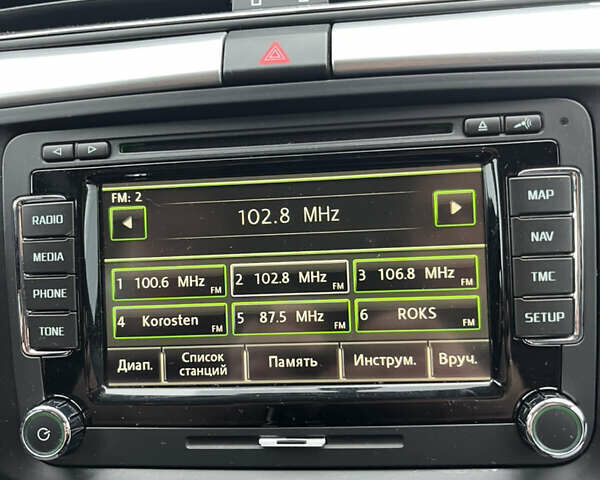 FM: 2
102.8 MHz
1 100.6 MHz FM
2 102.8 MHz FM
3 106.8 MHz FM
4 Korosten FM
5 87.5 MHz FM
6 ROKS FM
Диап.
Список
станций
Память
Инструм.
Вруч.
RADIO
MEDIA
PHONE
TONE
MAP
NAV
TMC
SETUP